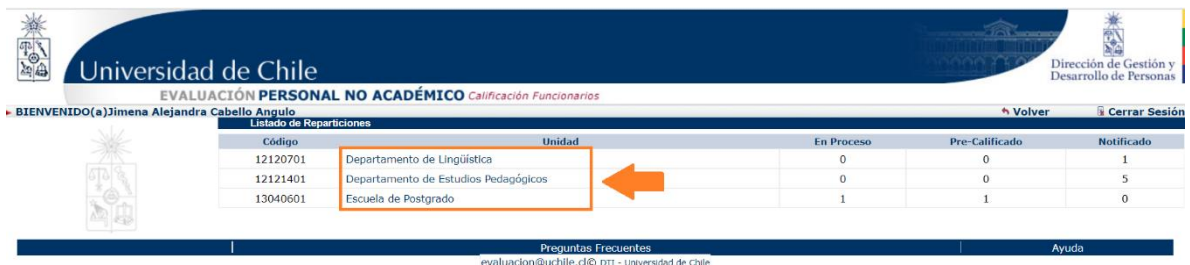 Universidad de Chile
Dirección de Gestión y
Desarrollo de Personas
EVALUACIÓN PERSONAL NO ACADÉMICO Calificación Funcionarios
BIENVENIDO(a)Jimena Alejandra Cabello Angulo Volver Cerrar Sesión
Listado de Reparticiones
Código Unidad En Proceso Pre-Calificado Notificado
12120701 Departamento de Lingüística 0 0 1
12121401 Departamento de Estudios Pedagógicos 0 0 5
13040601 Escuela de Postgrado 1 1 0
Preguntas Frecuentes Ayuda
evaluacion@uchile.cl© DTI - Universidad de Chile